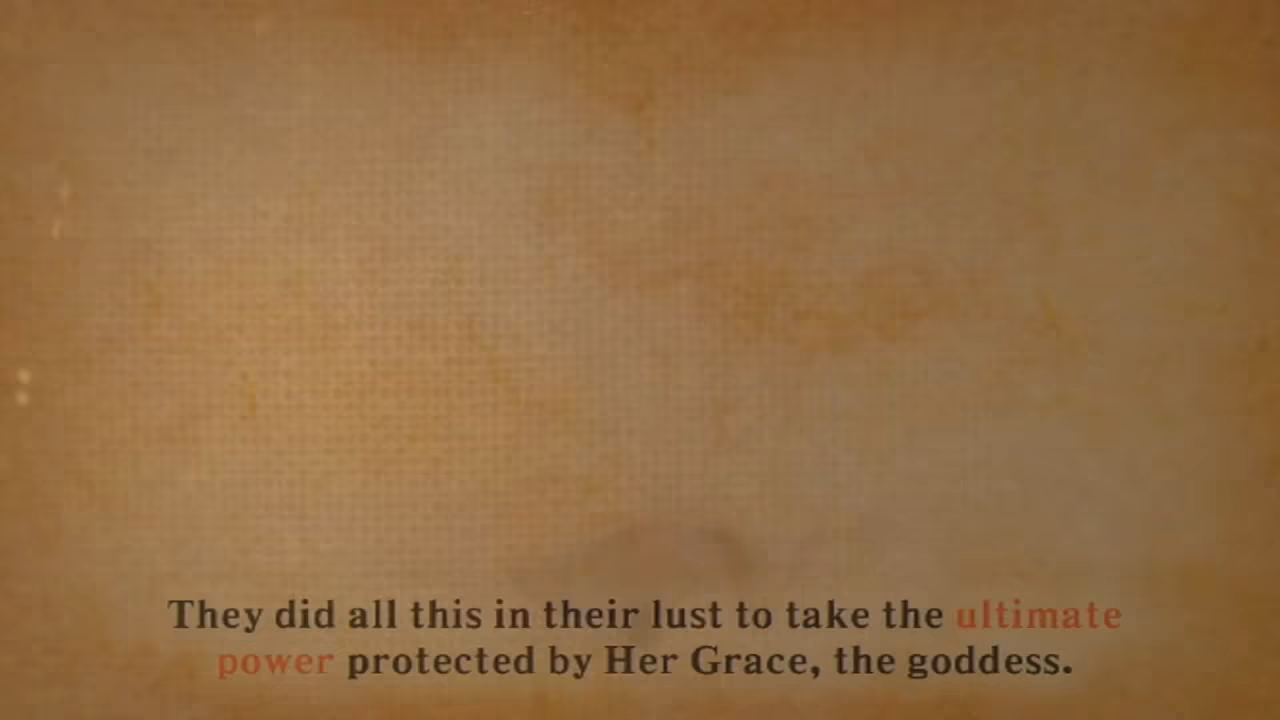 They did all this in their lust to take the ultimate
power protected by Her Grace, the goddess.